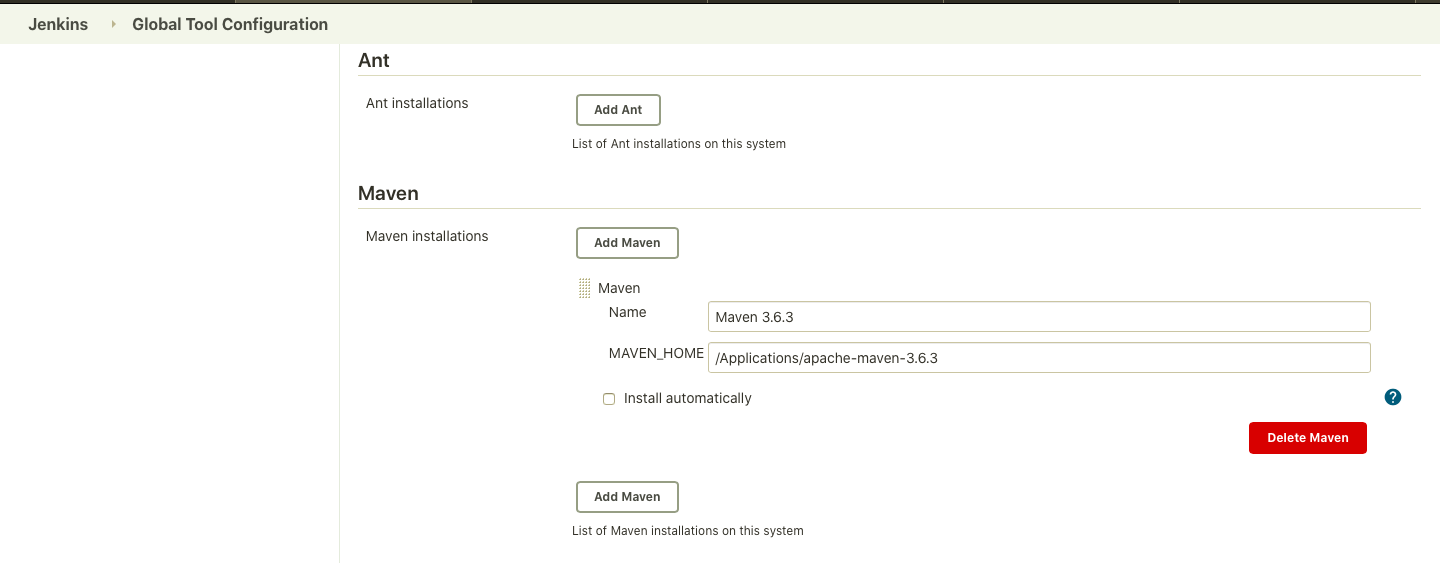 Jenkins Global Tool Configuration
Ant
Ant installations
Add Ant
List of Ant installations on this system
Maven
Maven installations
Add Maven
Maven
Name
Maven 3.6.3
MAVEN_HOME
/Applications/apache-maven-3.6.3
Install automatically
?
Delete Maven
Add Maven
List of Maven installations on this system